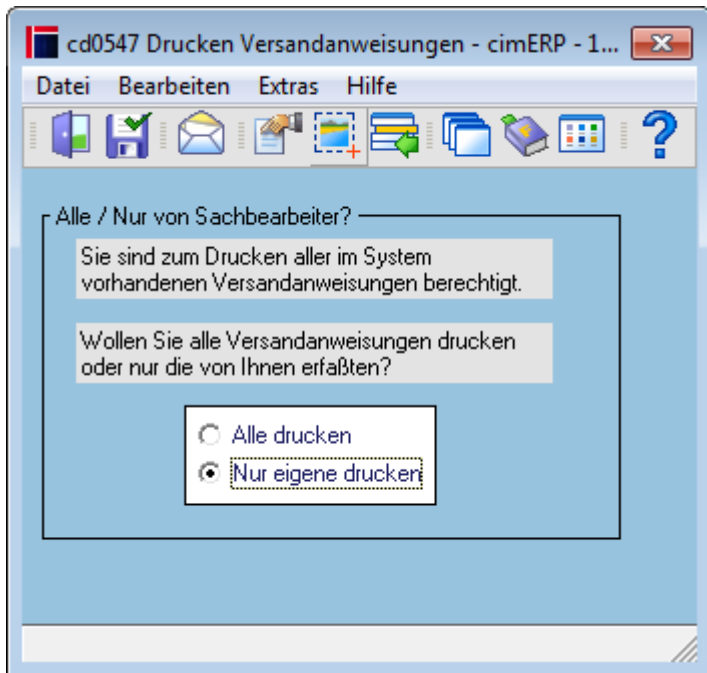 cd0547 Drucken Versandanweisungen - cimERP - 1...
Datei Bearbeiten Extras Hilfe
Alle / Nur von Sachbearbeiter?
Sie sind zum Drucken aller im System
vorhandenen Versandanweisungen berechtigt.
Wollen Sie alle Versandanweisungen drucken
oder nur die von Ihnen erfaßten?
Alle drucken
Nur eigene drucken